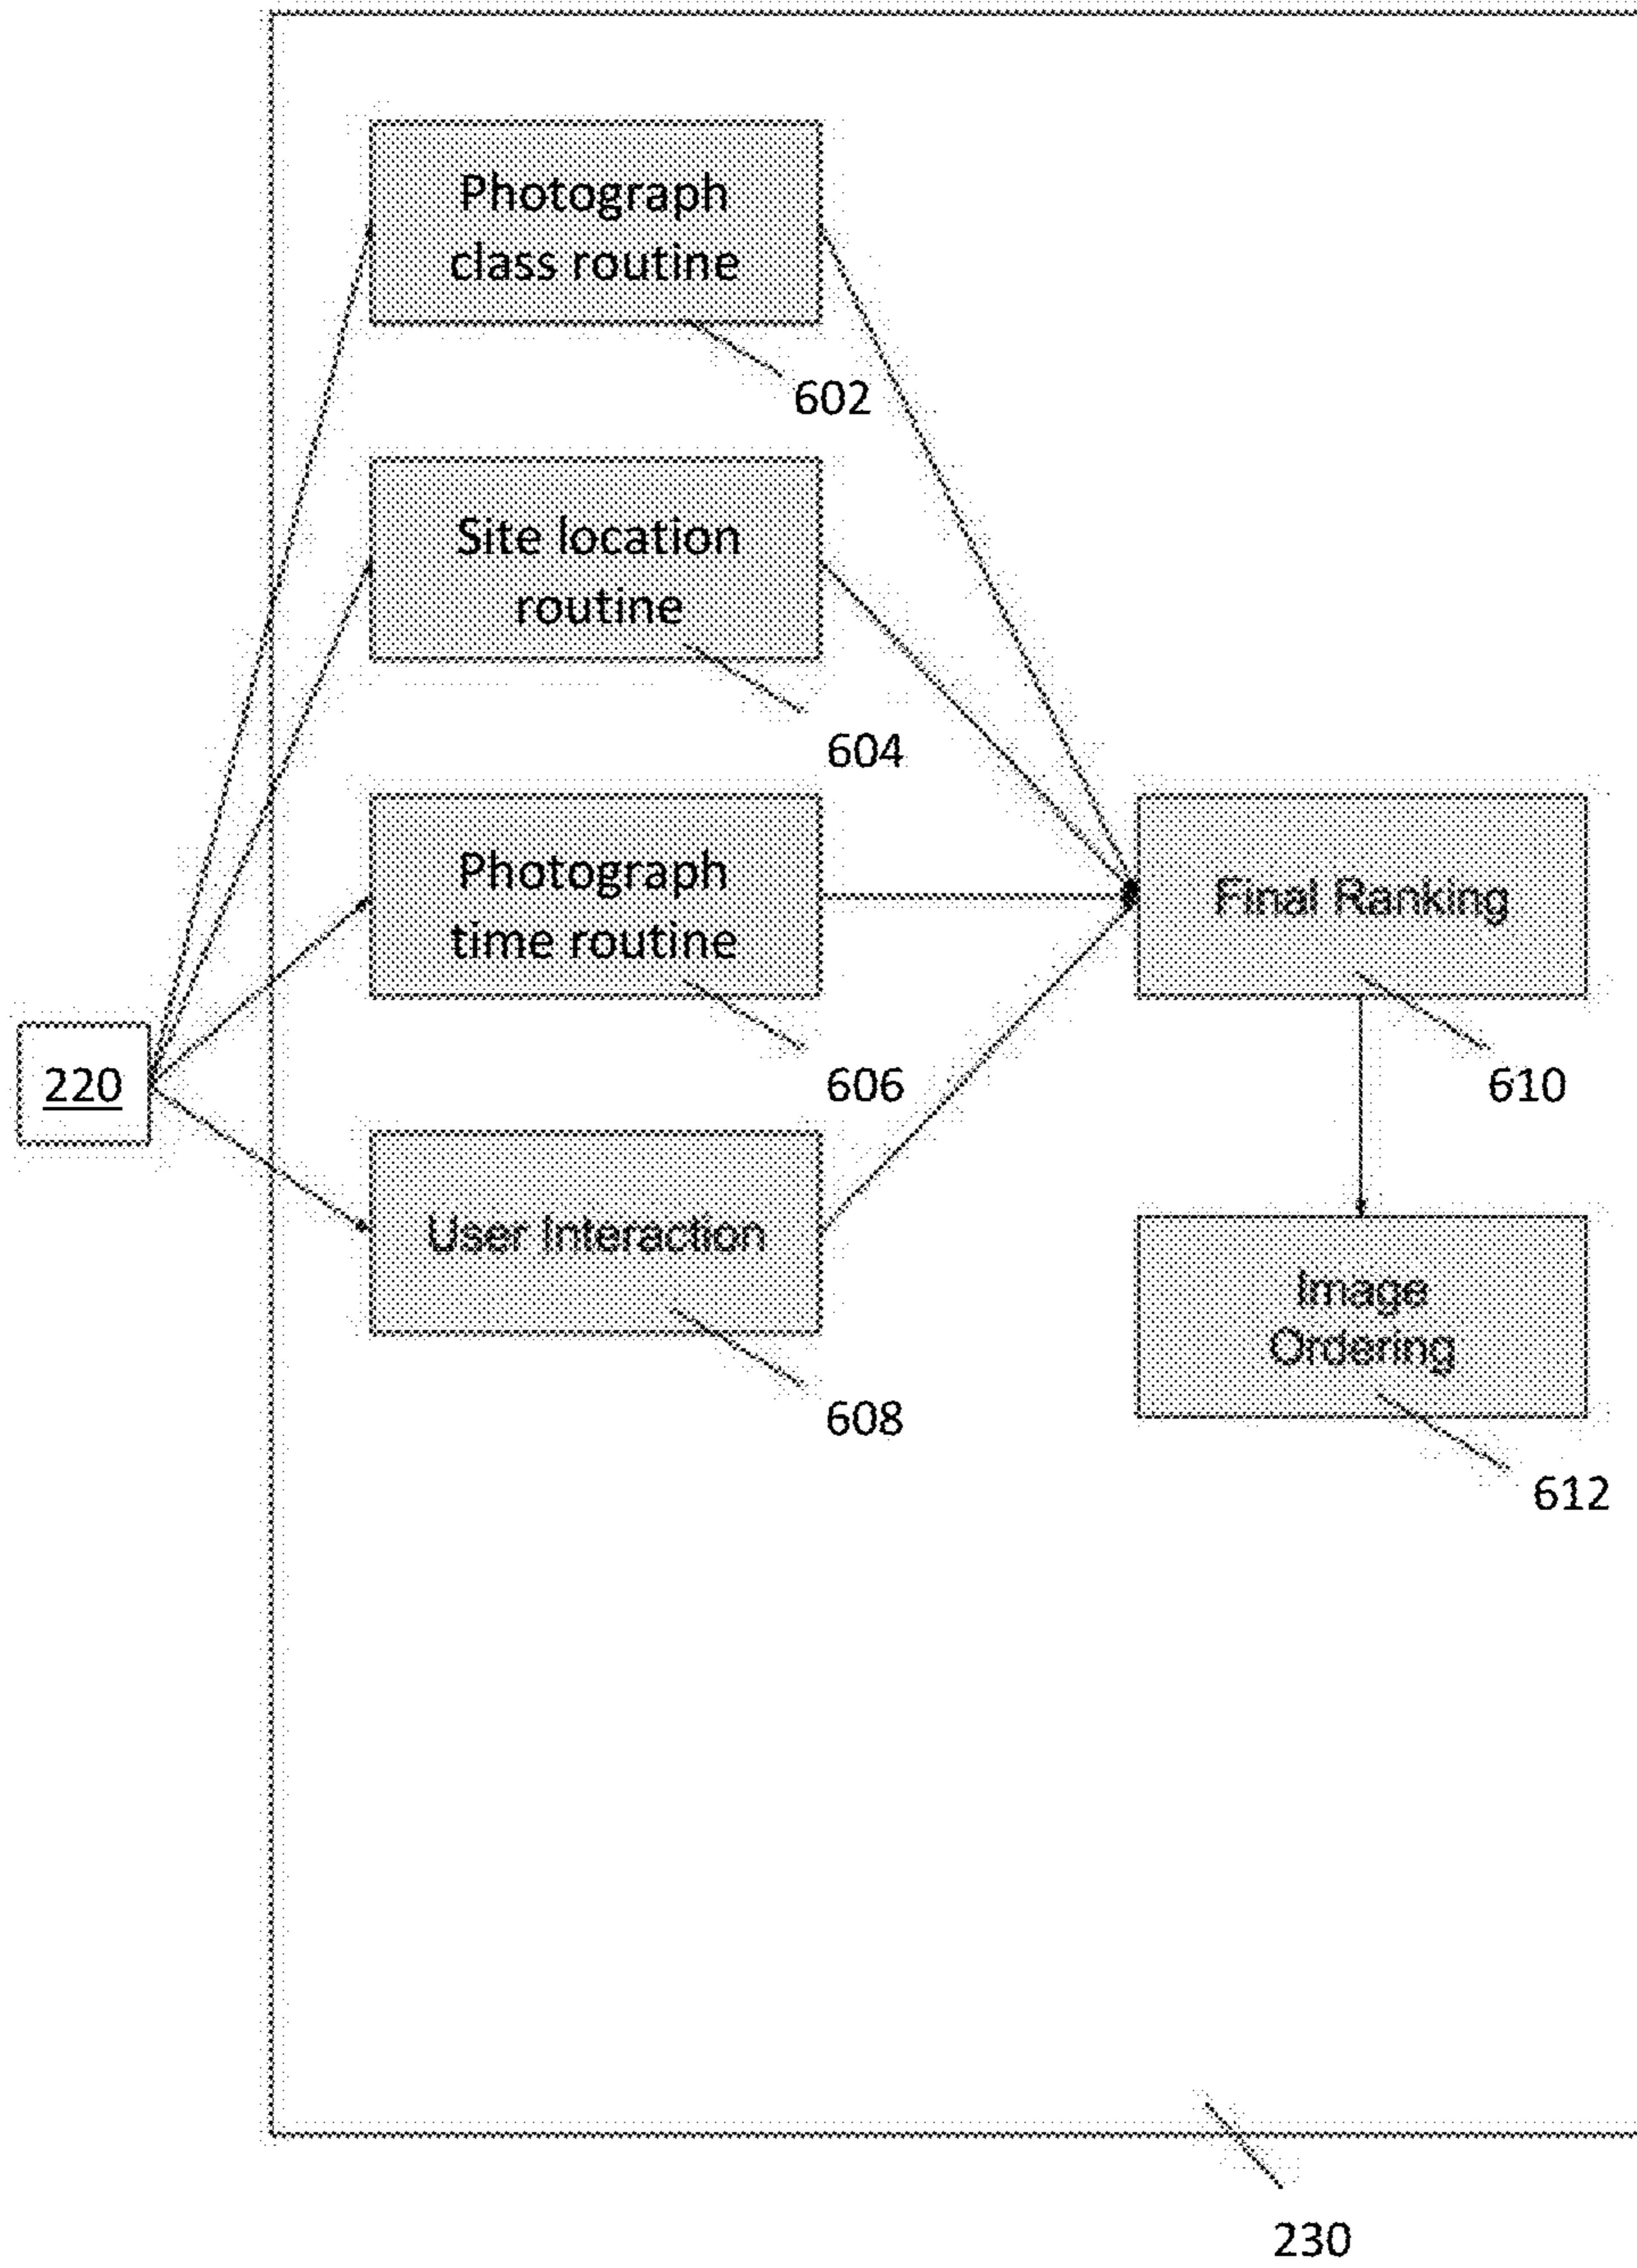 Photograph
class routine
602
Site location
routine
604
Photograph
time routine
606
220
User Interaction
608
Final Ranking
610
Image
Ordering
612
230